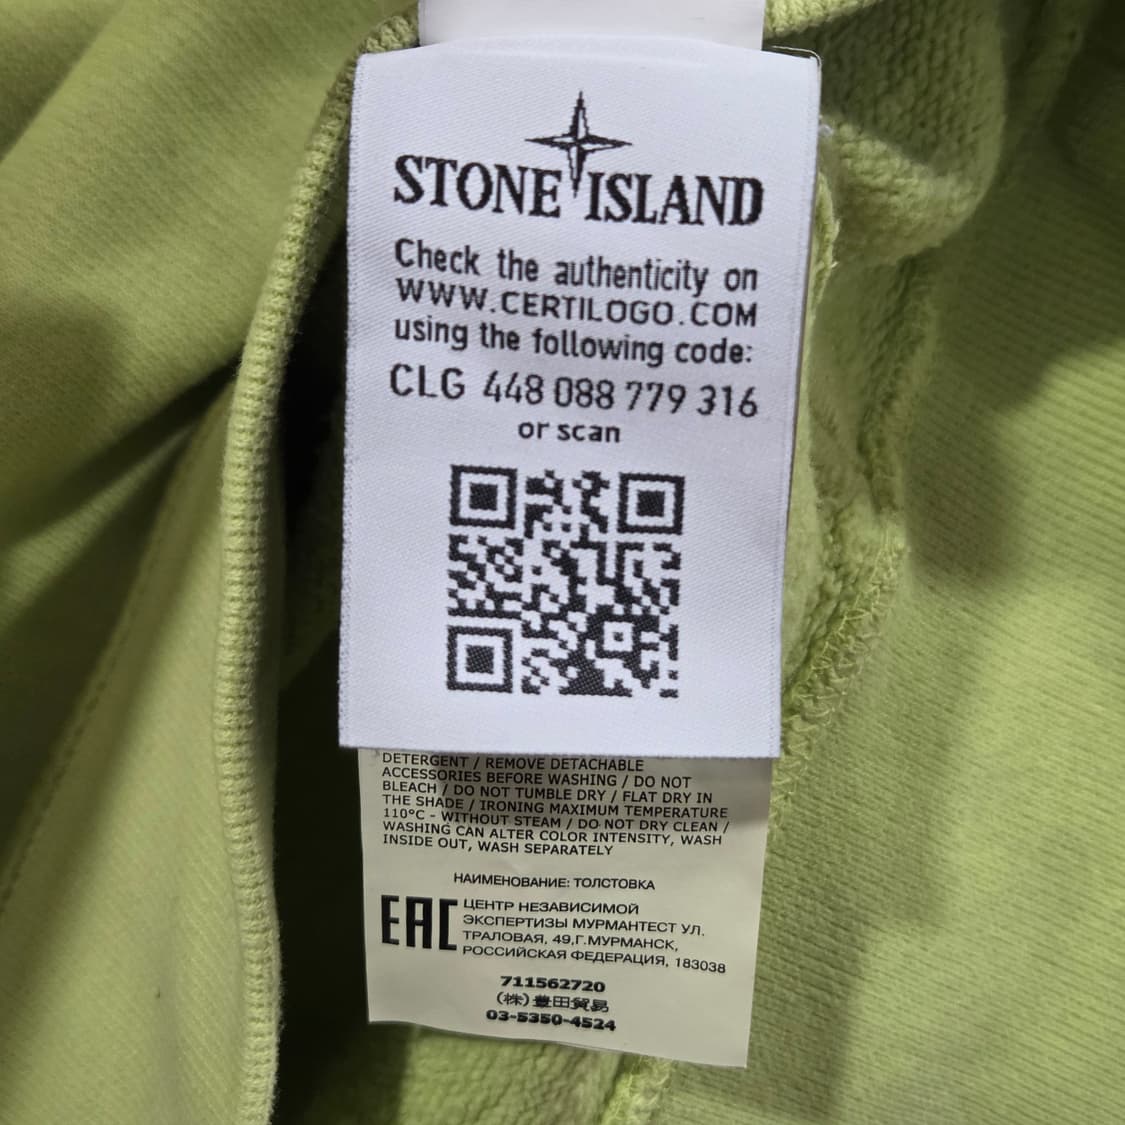 STONE ISLAND
Check the authenticity on
WWW.CERTILOGO.COM
using the following code:
CLG 448 088 779 316
or scan
DETERGENT / REMOVE DETACHABLE
ACCESSORIES BEFORE WASHING / DO NOT
BLEACH / DO NOT TUMBLE DRY / FLAT DRY IN
THE SHADE / IRONING MAXIMUM TEMPERATURE
110°C - WITHOUT STEAM / DO NOT DRY CLEAN /
WASHING CAN ALTER COLOR INTENSITY, WASH
INSIDE OUT, WASH SEPARATELY
НАИМЕНОВАНИЕ: ТОЛСТОВКА
EAC
ЦЕНТР НЕЗАВИСИМОЙ
ЭКСПЕРТИЗЫ МУРМАНТЕСТ УЛ.
ТРАЛОВАЯ, 49,Г.МУРМАНСК,
РОССИЙСКАЯ ФЕДЕРАЦИЯ, 183038
711562720
(株)豊田貿易
03-5350-4524